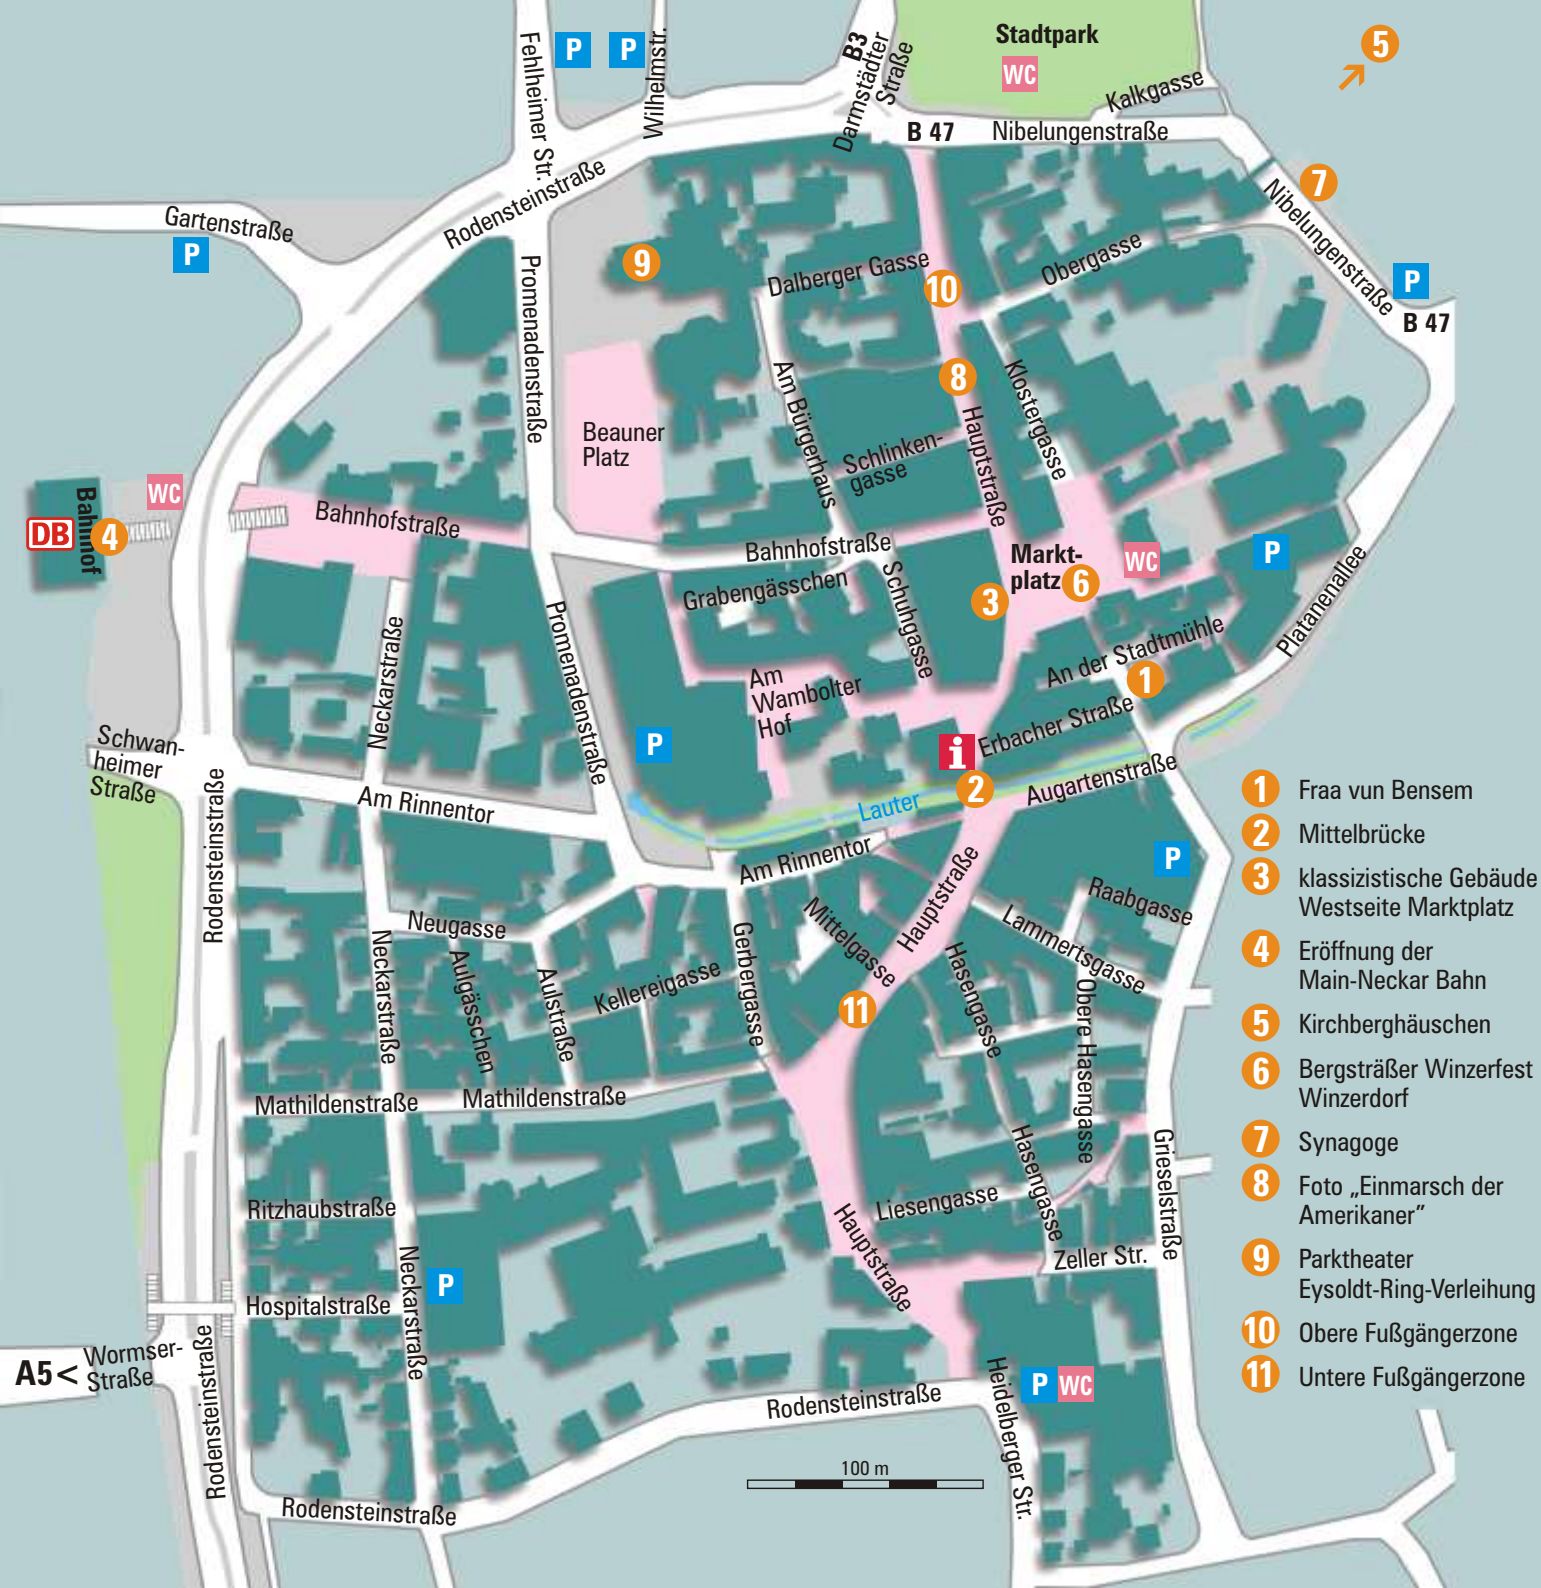 Stadtpark
WC
5
P
P
Fehlheimer Str.
Wilhelmstr.
B3
Darmstädter
Straße
Kalkgasse
B 47
Nibelungenstraße
7
Nibelungenstraße
P
B 47
Gartenstraße
P
Rodensteinstraße
9
Promenadenstraße
Dalberger Gasse
10
Obergasse
8
Klostergasse
Am Bürgerhaus
Hauptstraße
Beauner
Platz
Schlinken-
gasse
WC
Bahnhof
DB
4
Bahnhofstraße
Bahnhofstraße
Grabengässchen
Schuhgasse
Markt-
platz
6
3
WC
P
Platanenallee
An der Stadtmühle
1
Neckarstraße
Promenadenstraße
Am
Wambolter
Hof
P
Erbacher Straße
i
2
Lauter
Augartenstraße
Schwan-
heimer
Straße
Rodensteinstraße
Am Rinnentor
Am Rinnentor
P
Raabgasse
Hauptstraße
Lammertsgasse
Mittelgasse
Neugasse
Neckarstraße
Aulgässchen
Aulstraße
Kellereigasse
Gerbergasse
11
Hasengasse
Obere Hasengasse
Mathildenstraße
Mathildenstraße
Hasengasse
Grieselstraße
Liesengasse
Ritzhaubstraße
Hauptstraße
Zeller Str.
Neckarstraße
P
Hospitalstraße
A5<
Wormser-
Straße
Rodensteinstraße
Heidelberger Str.
P
WC
Rodensteinstraße
100 m
Rodensteinstraße
1 Fraa vun Bensem
2 Mittelbrücke
3 klassizistische Gebäude
Westseite Marktplatz
4 Eröffnung der
Main-Neckar Bahn
5 Kirchberghäuschen
6 Bergsträßer Winzerfest
Winzerdorf
7 Synagoge
8 Foto „Einmarsch der
Amerikaner”
9 Parktheater
Eysoldt-Ring-Verleihung
10 Obere Fußgängerzone
11 Untere Fußgängerzone